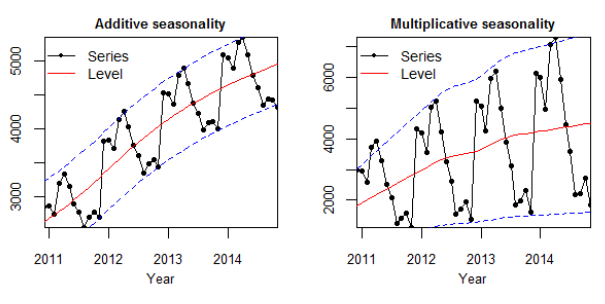 Additive seasonality
Series
Level
5000
4000
3000
2011 2012 2013 2014
Year
Multiplicative seasonality
Series
Level
6000
4000
2000
2011 2012 2013 2014
Year